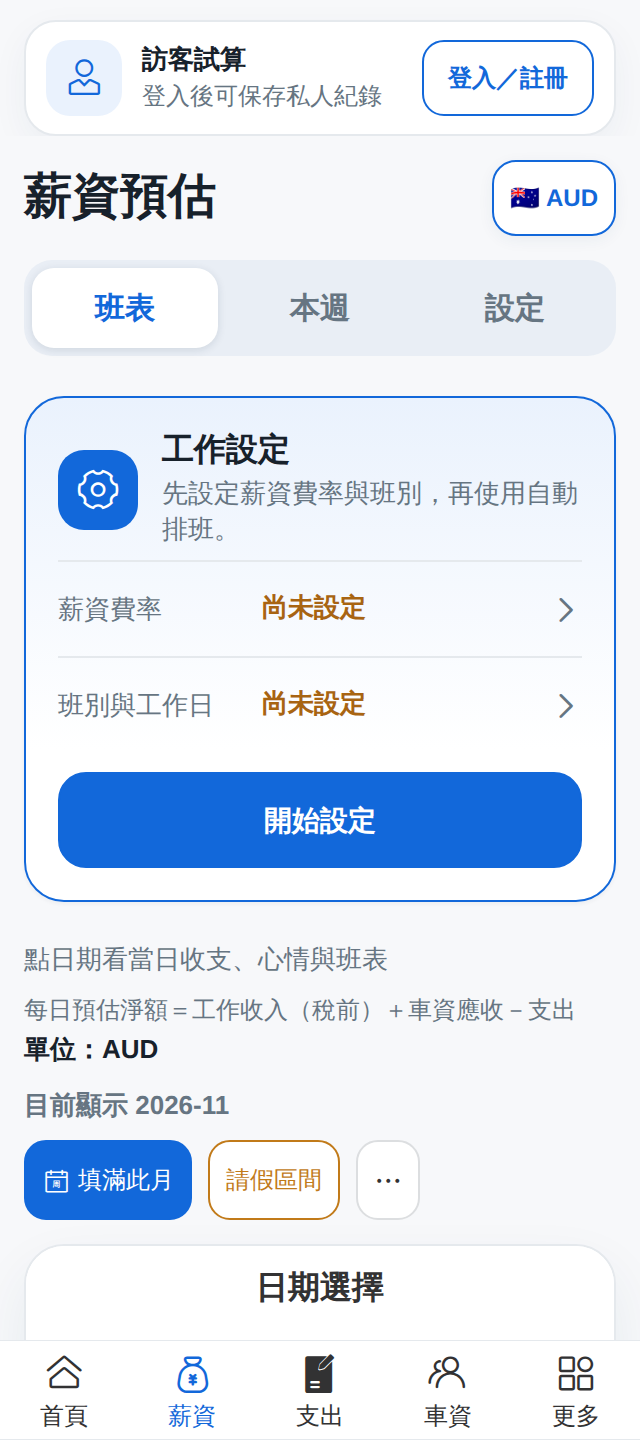 訪客試算
登入後可保存私人紀錄
登入／註冊
薪資預估
🇦🇺 AUD
班表
本週
設定
工作設定
先設定薪資費率與班別，再使用自動
排班。
薪資費率
尚未設定
班別與工作日
尚未設定
開始設定
點日期看當日收支、心情與班表
每日預估淨額＝工作收入（稅前）＋車資應收－支出
單位：AUD
目前顯示 2026-11
填滿此月
請假區間
···
日期選擇
首頁
薪資
支出
車資
更多